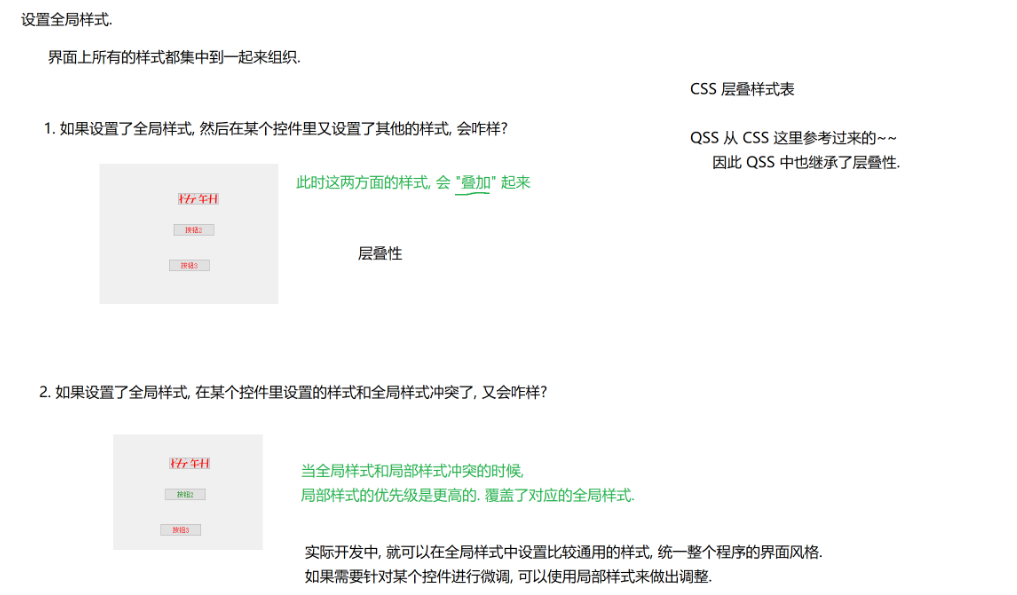 设置全局样式.
界面上所有的样式都集中到一起来组织.
CSS 层叠样式表
1. 如果设置了全局样式, 然后在某个控件里又设置了其他的样式, 会咋样?
QSS 从 CSS 这里参考过来的~~
因此 QSS 中也继承了层叠性.
此时这两方面的样式, 会 "叠加" 起来
按钮2
按钮3
层叠性
2. 如果设置了全局样式, 在某个控件里设置的样式和全局样式冲突了, 又会咋样?
按钮2
按钮3
当全局样式和局部样式冲突的时候,
局部样式的优先级是更高的. 覆盖了对应的全局样式.
实际开发中, 就可以在全局样式中设置比较通用的样式, 统一整个程序的界面风格.
如果需要针对某个控件进行微调, 可以使用局部样式来做出调整.